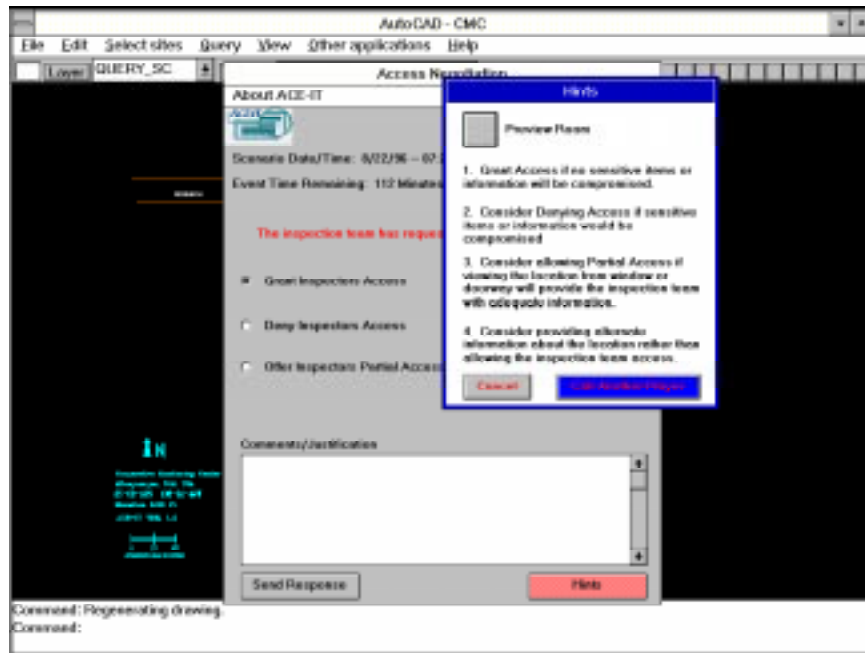 AutoCAD - CMC
File Edit Select sites Query View Other applications Help
Layer QUERY_SC
Access Negotiation
About ACE-IT
Scenario Date/Time: 8/22/96 -- 07:
Event Time Remaining: 112 Minutes
The inspection team has reques
Grant Inspectors Access
Deny Inspectors Access
Offer Inspectors Partial Access
Comments/Justification
Send Response
Hints
Hints
Preview Room
1. Grant Access if no sensitive items or
information will be compromised.
2. Consider Denying Access if sensitive
items or information would be
compromised
3. Consider allowing Partial Access if
viewing the location from window or
doorway will provide the inspection team
with adequate information.
4. Consider providing alternate
information about the location rather than
allowing the inspection team access.
Cancel
Call Another Player
N
Cooperative Monitoring Center
Command: Regenerating drawing.
Command: